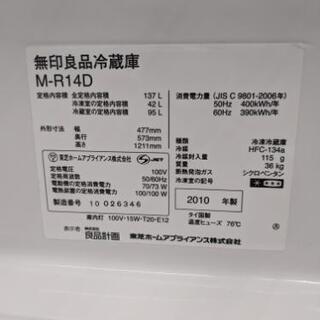 無印良品冷蔵庫
M-R14D
定格内容積 全定格内容積 137 L
冷凍室の定格内容積 42 L
冷蔵室の定格内容積 95 L
外形寸法 幅 477mm
奥行 573mm
高さ 1211mm
東芝ホームアプライアンス株式会社 JET
定格電圧 100V
定格周波数 50/60Hz
電動機の定格消費電力 70/73 W
電熱装置の定格消費電力 100/100 W
製造番号 10 026346
庫内灯 100V・15W・T20・E12
表示者 株式会社 良品計画
消費電力量 (JIS C 9801-2006年)
50Hz 400kWh/年
60Hz 390kWh/年
種類 冷凍冷蔵庫
冷媒 HFC-134a
冷媒封入量 115 g
質量 36 kg
断熱発泡ガス シクロペンタン
2010 年製
タイ国製
温度ヒューズ 76℃
東芝ホームアプライアンス株式会社